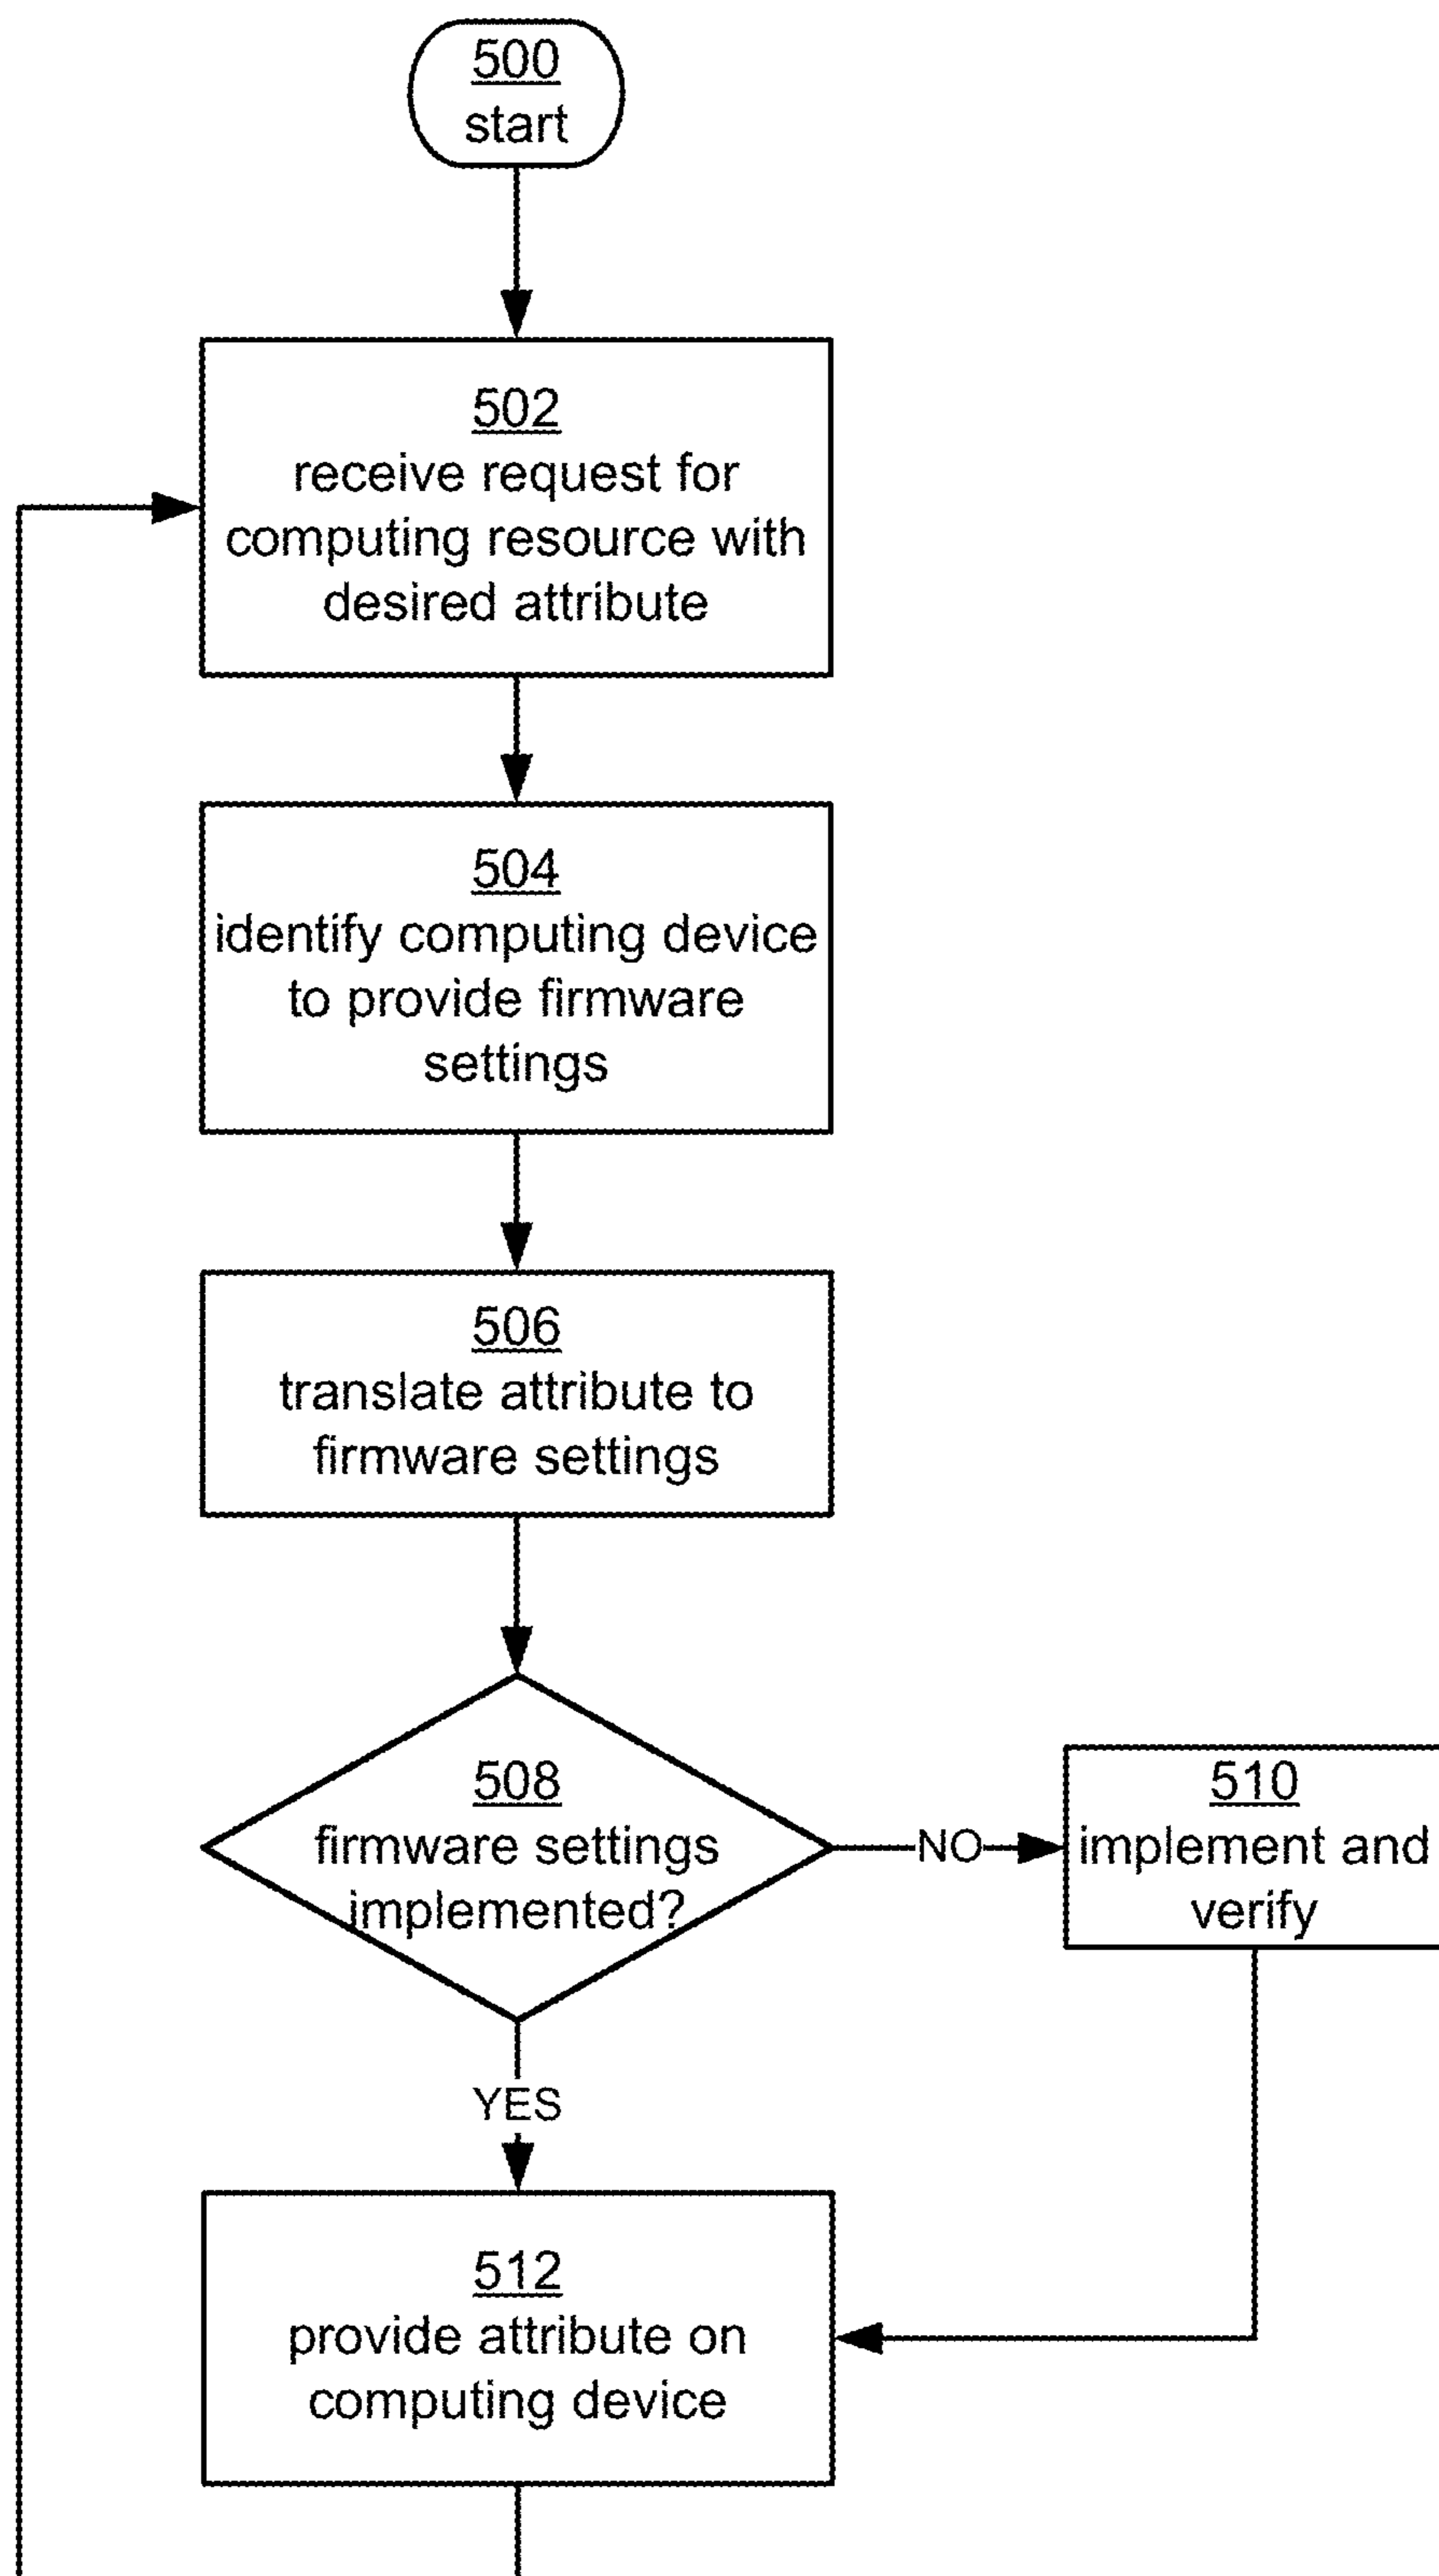 500
start
502
receive request for
computing resource with
desired attribute
504
identify computing device
to provide firmware
settings
506
translate attribute to
firmware settings
508
firmware settings
implemented?
NO
510
implement and
verify
YES
512
provide attribute on
computing device